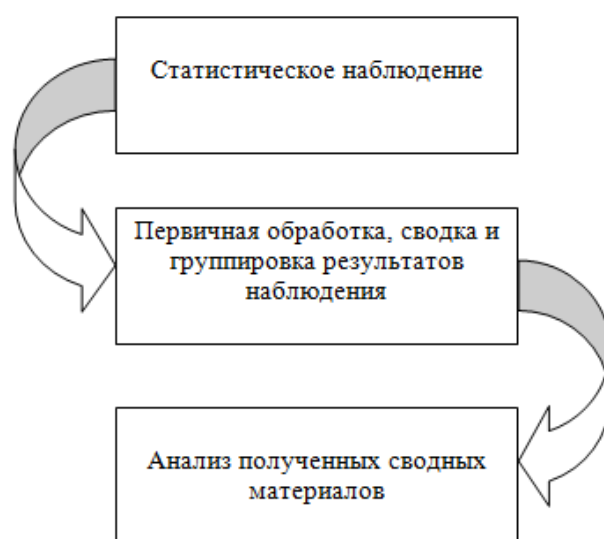 Статистическое наблюдение
Первичная обработка, сводка и
группировка результатов
наблюдения
Анализ полученных сводных
материалов